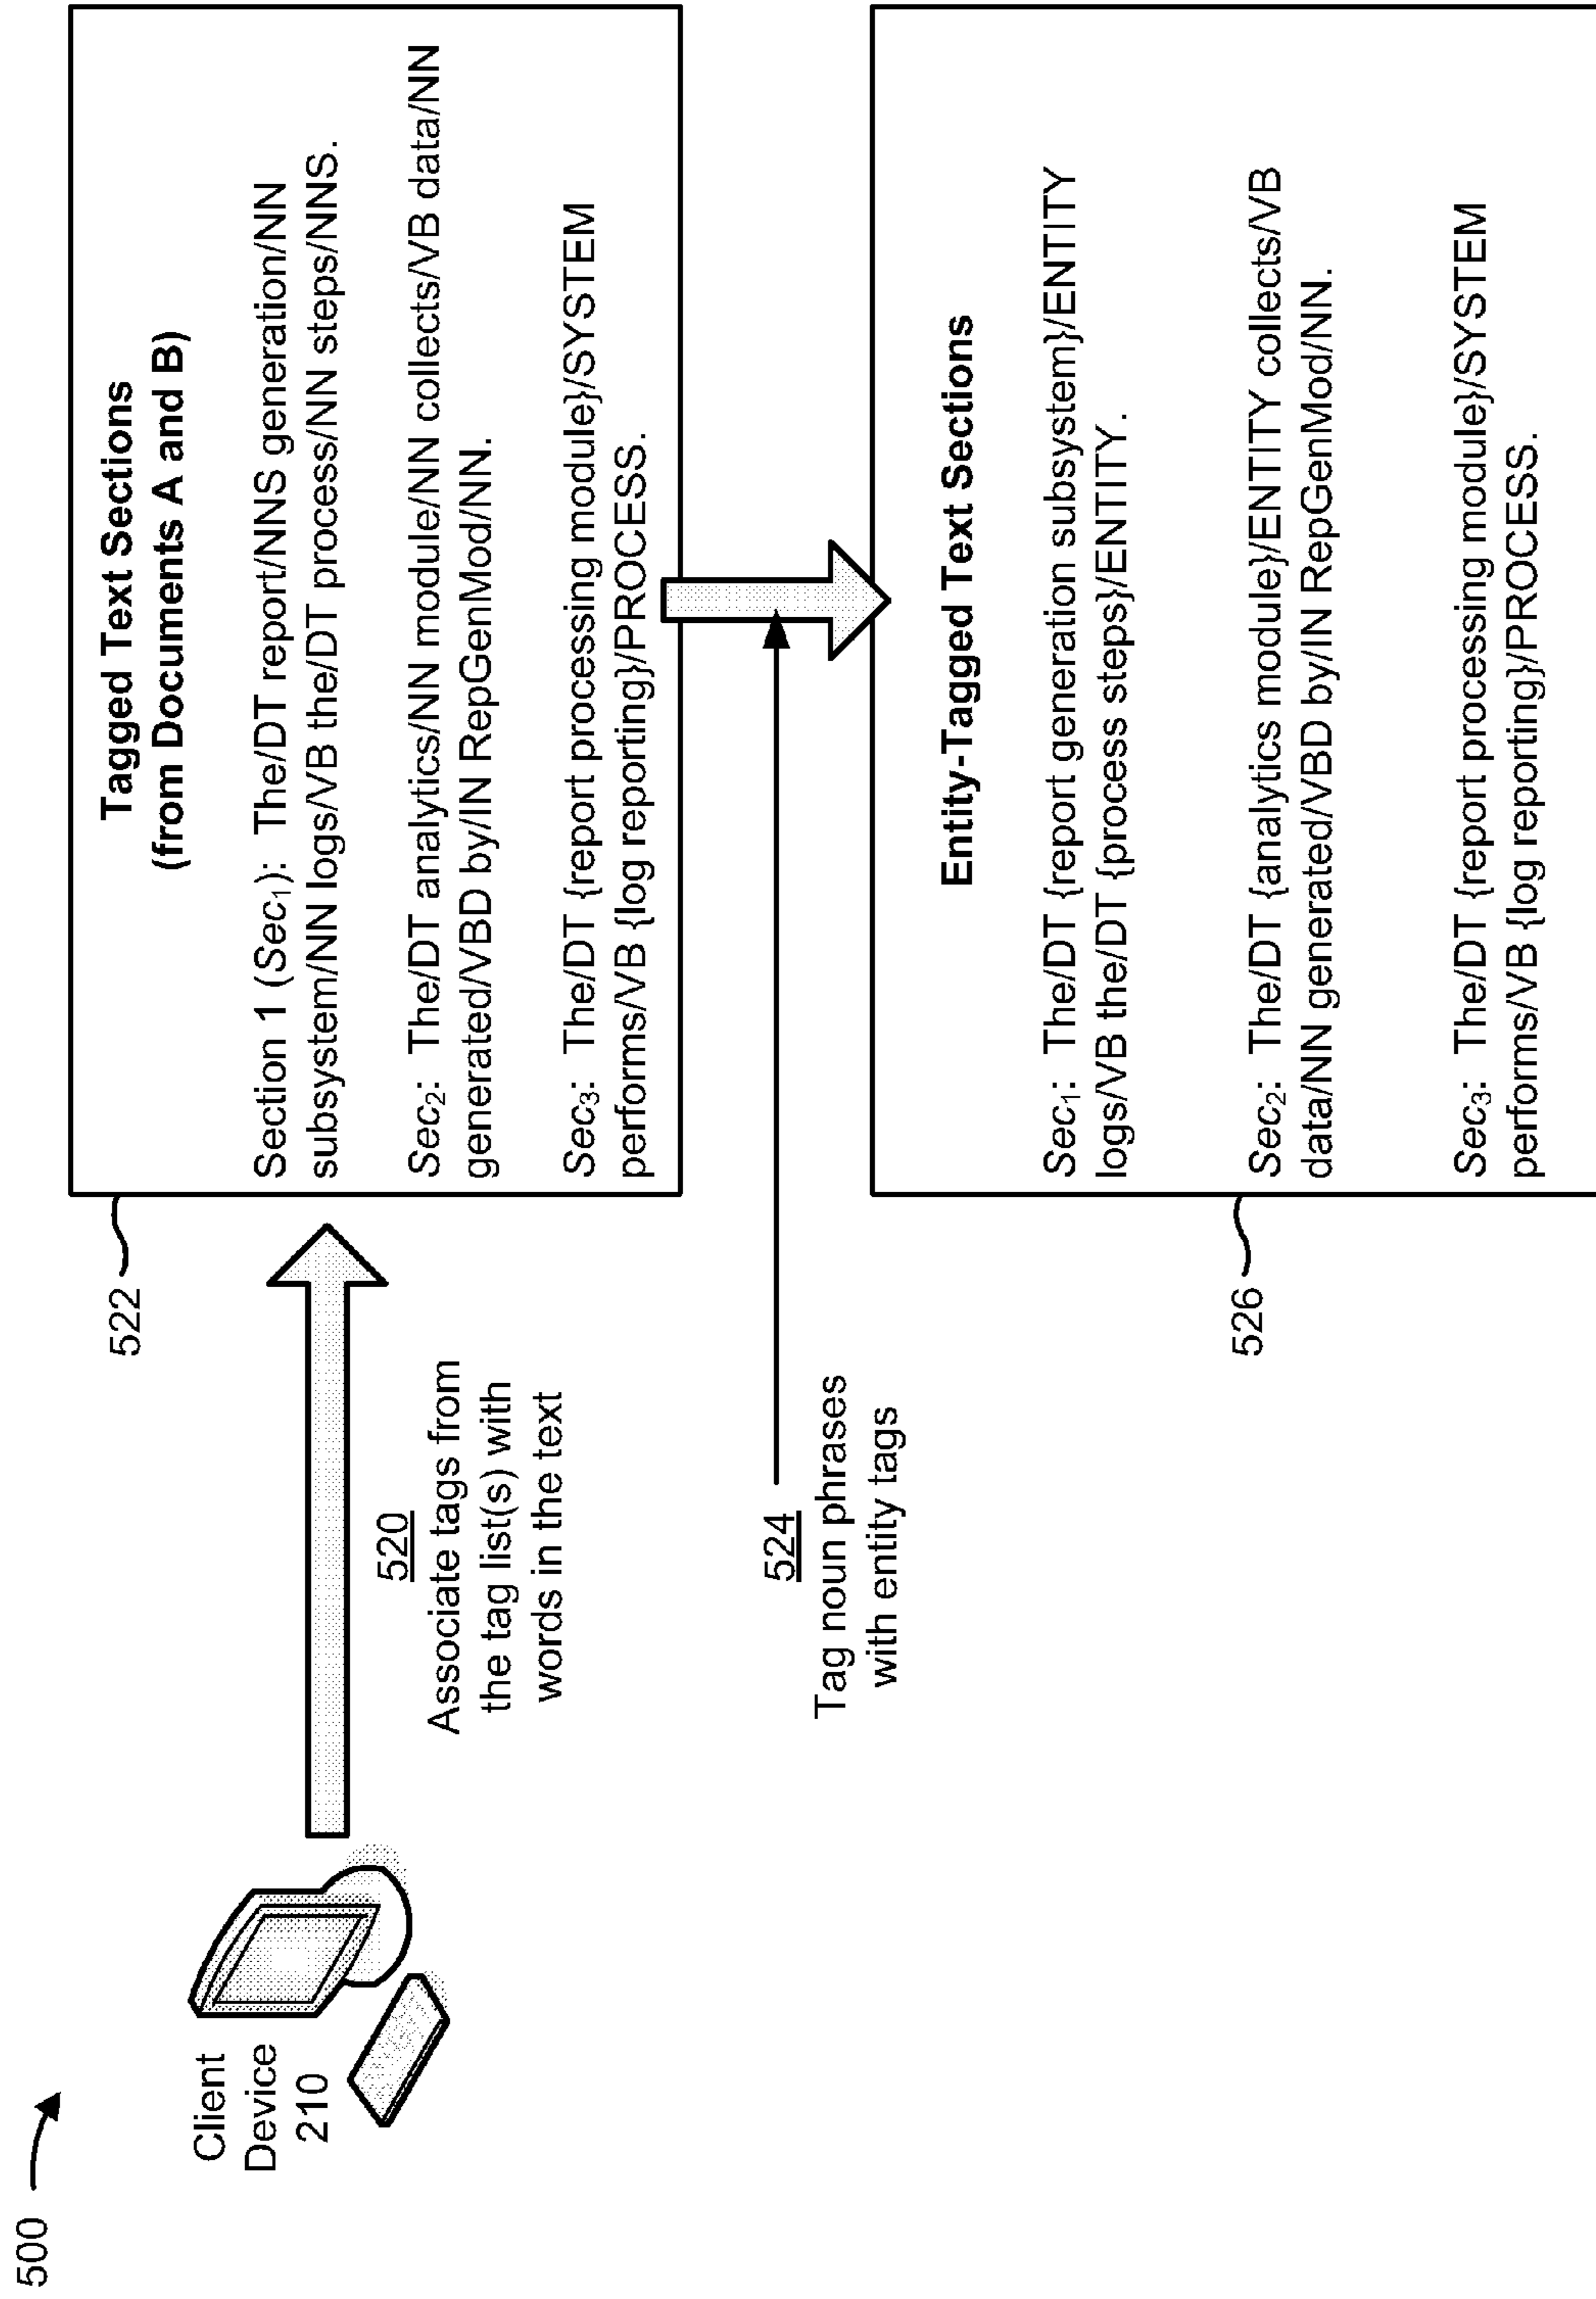 500
Client
Device
210
520
Associate tags from
the tag list(s) with
words in the text
522
Tagged Text Sections
(from Documents A and B)
Section 1 (Sec₁): The/DT report/NNS generation/NN
subsystem/NN logs/VB the/DT process/NN steps/NNS.
Sec₂: The/DT analytics/NN module/NN collects/VB data/NN
generated/VBD by/IN RepGenMod/NN.
Sec₃: The/DT {report processing module}/SYSTEM
performs/VB {log reporting}/PROCESS.
524
Tag noun phrases
with entity tags
526
Entity-Tagged Text Sections
Sec₁: The/DT {report generation subsystem}/ENTITY
logs/VB the/DT {process steps}/ENTITY.
Sec₂: The/DT {analytics module}/ENTITY collects/VB
data/NN generated/VBD by/IN RepGenMod/NN.
Sec₃: The/DT {report processing module}/SYSTEM
performs/VB {log reporting}/PROCESS.